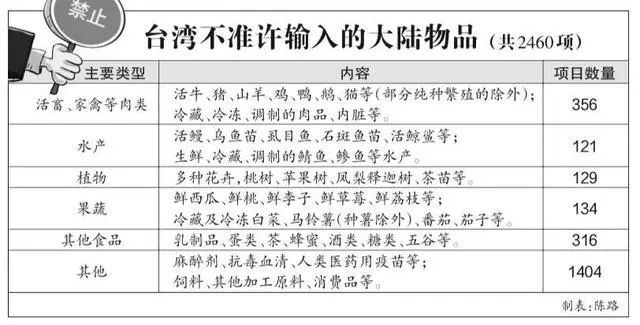 禁止
台湾不准许输入的大陆物品（共2460项）
主要类型 内容 项目数量
活畜、家禽等肉类 活牛、猪、山羊、鸡、鸭、鹅、猫等(部分纯种繁殖的除外)； 356
冷藏、冷冻、调制的肉品、内脏等。
水产 活鳗、乌鱼苗、虱目鱼、石斑鱼苗、活鲸鲨等； 121
生鲜、冷藏、调制的鲭鱼、鲹鱼等水产。
植物 多种花卉,桃树、苹果树、凤梨释迦树、茶苗等。 129
果蔬 鲜西瓜、鲜桃、鲜李子、鲜草莓、鲜荔枝等； 134
冷藏及冷冻白菜、马铃薯(种薯除外)、番茄、茄子等。
其他食品 乳制品、蛋类、茶、蜂蜜、酒类、糖类、五谷等。 316
其他 麻醉剂、抗毒血清、人类医药用疫苗等； 1404
饲料、其他加工原料、消费品等。
制表:陈路